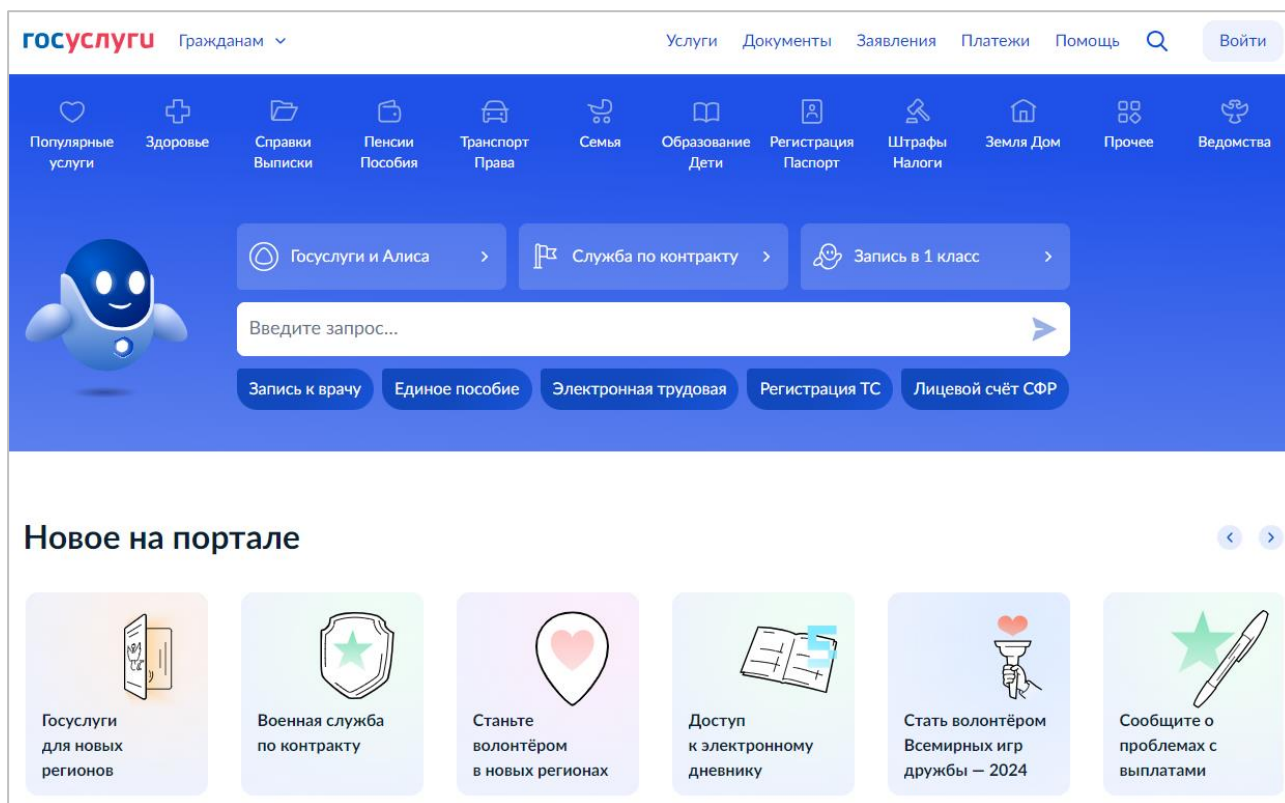 госуслуги Гражданам Услуги Документы Заявления Платежи Помощь Войти
Популярные услуги
Здоровье
Справки Выписки
Пенсии Пособия
Транспорт Права
Семья
Образование Дети
Регистрация Паспорт
Штрафы Налоги
Земля Дом
Прочее
Ведомства
Госуслуги и Алиса
Служба по контракту
Запись в 1 класс
Введите запрос...
Запись к врачу
Единое пособие
Электронная трудовая
Регистрация ТС
Лицевой счёт СФР
Новое на портале
Госуслуги
для новых
регионов
Военная служба
по контракту
Станьте
волонтёром
в новых регионах
5
Доступ
к электронному
дневнику
Стать волонтёром
Всемирных игр
дружбы — 2024
Сообщите о
проблемах с
выплатами